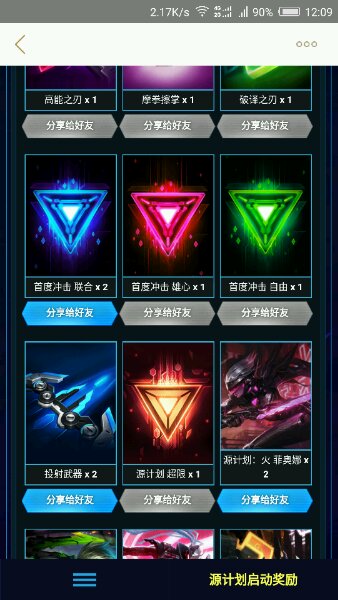 2.17K/s 4G 2G 90% 12:09
高能之刃 x 1
摩拳擦掌 x 1
破译之刃 x 1
分享给好友
分享给好友
分享给好友
首度冲击 联合 x 2
首度冲击 雄心 x 1
首度冲击 自由 x 1
分享给好友
分享给好友
分享给好友
投射武器 x 2
源计划 超限 x 1
源计划：火 菲奥娜 x
2
分享给好友
分享给好友
分享给好友
源计划启动奖励